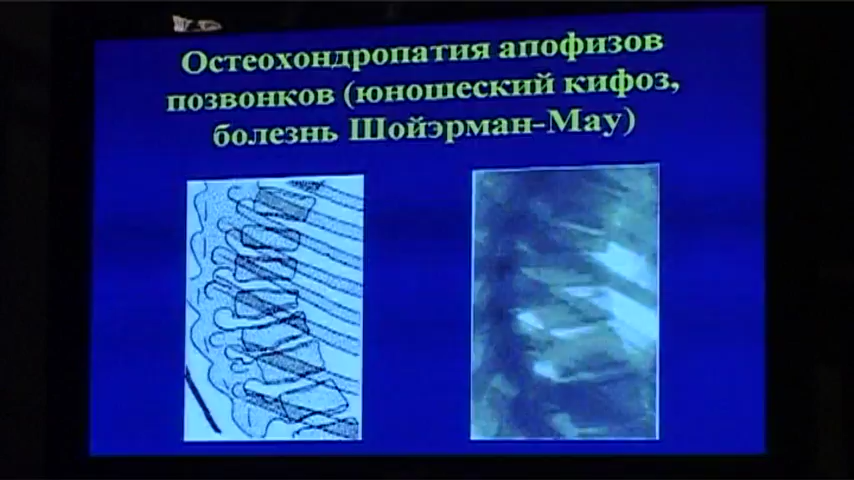 Остеохондропатия апофизов
позвонков (юношеский кифоз,
болезнь Шойэрман-Мау)